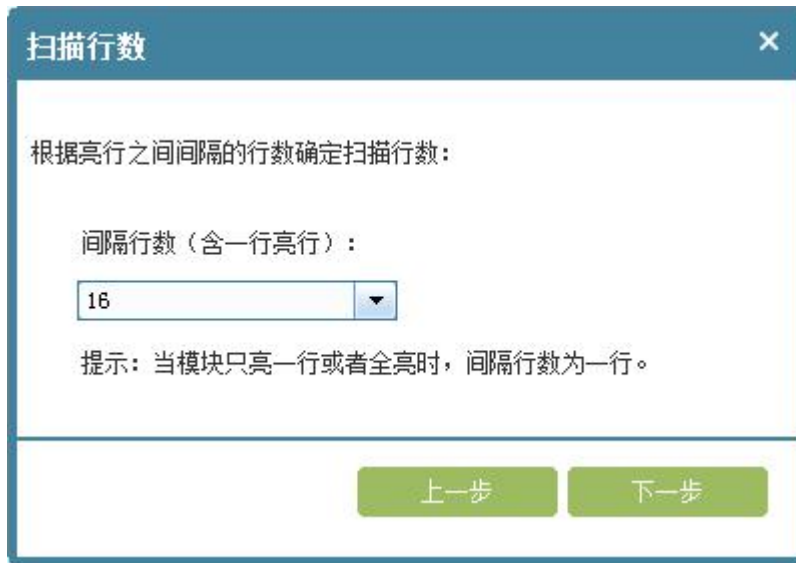 扫描行数
根据亮行之间间隔的行数确定扫描行数：
间隔行数（含一行亮行）：
16
提示：当模块只亮一行或者全亮时，间隔行数为一行。
上一步 下一步